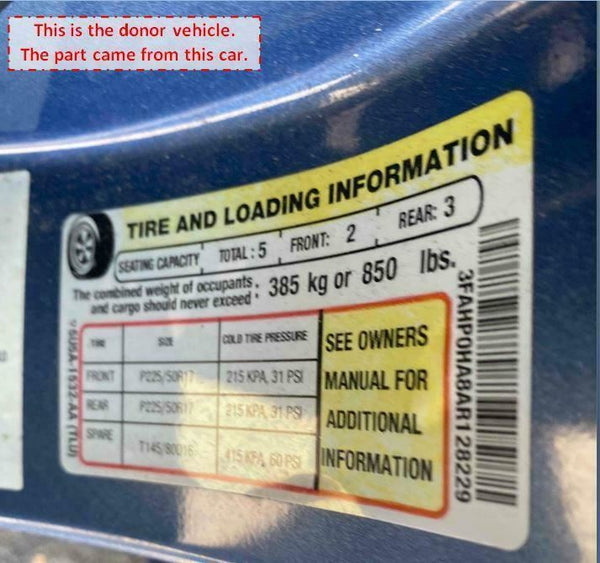 This is the donor vehicle.
The part came from this car.
TIRE AND LOADING INFORMATION
SEATING CAPACITY TOTAL: 5 FRONT: 2 REAR: 3
The combined weight of occupants and cargo should never exceed: 385 kg or 850 lbs.
TIRE SIZE COLD TIRE PRESSURE
FRONT P225/50R17 215 KPA, 31 PSI
REAR P225/50R17 215 KPA, 31 PSI
SPARE T145/80D16 415 KPA, 60 PSI
SEE OWNERS
MANUAL FOR
ADDITIONAL
INFORMATION
3FAHP0HA8AR128229